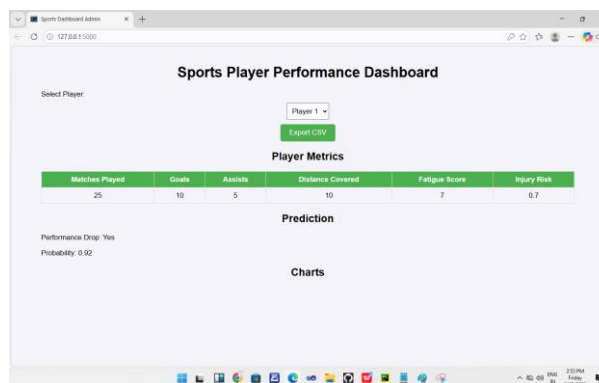 Sports Dashboard Admin
127.0.0.1:5000
Sports Player Performance Dashboard
Select Player:
Player 1
Export CSV
Player Metrics
Matches Played Goals Assists Distance Covered Fatigue Score Injury Risk
25 10 5 10 7 0.7
Prediction
Performance Drop: Yes
Probability: 0.92
Charts
ENG 2:53 PM
IN Friday